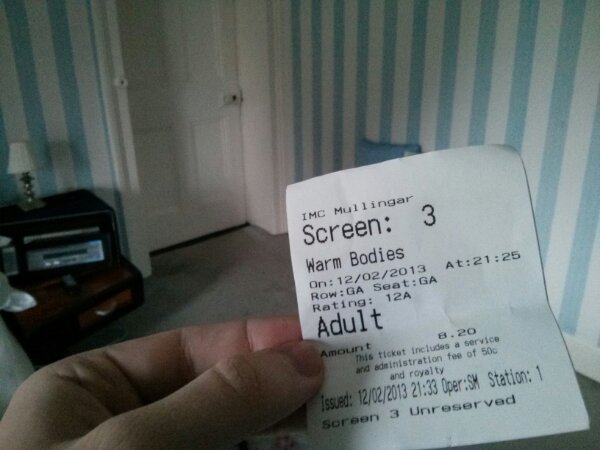 IMC Mullingar
Screen: 3
Warm Bodies
On:12/02/2013 At:21:25
Row:GA Seat:GA
Rating: 12A
Adult
Amount 8.20
This ticket includes a service
and administration fee of 50c
and royalty
Issued: 12/02/2013 21:33 Oper:SM Station: 1
Screen 3 Unreserved